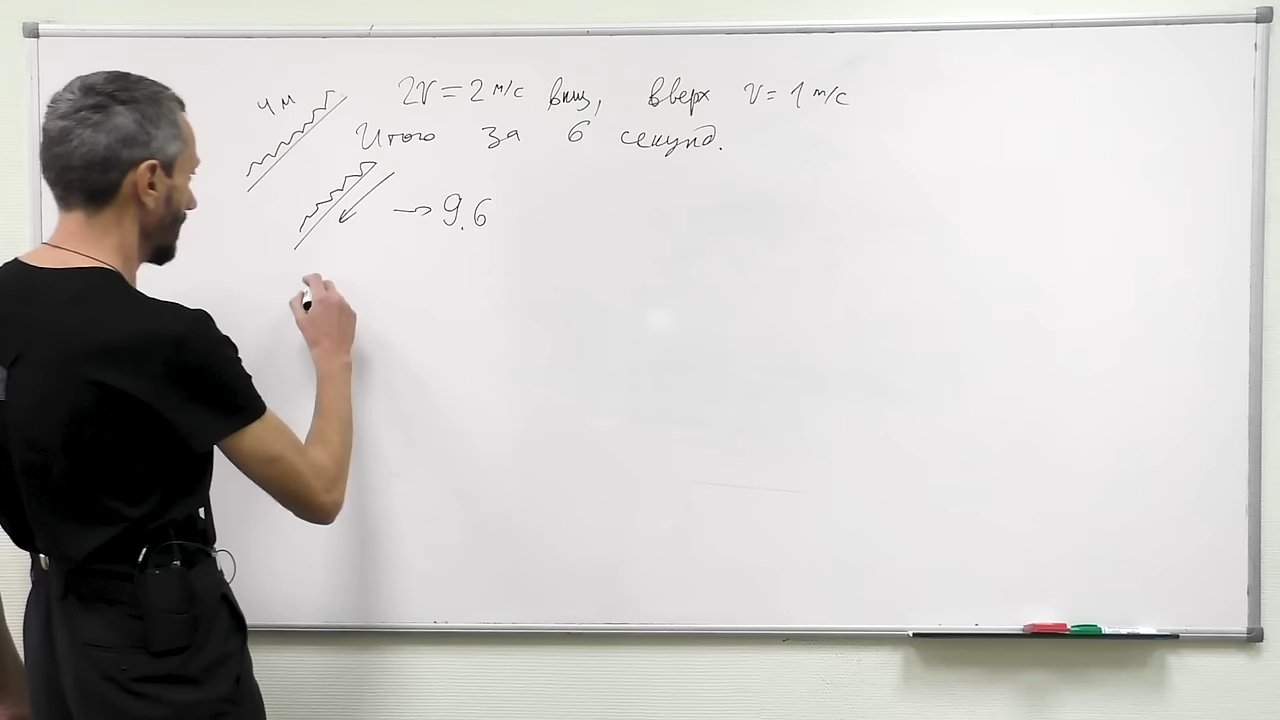 4 м
2v = 2 м/с вниз, вверх v = 1 м/с
Итого за 6 секунд.
→ 9.6